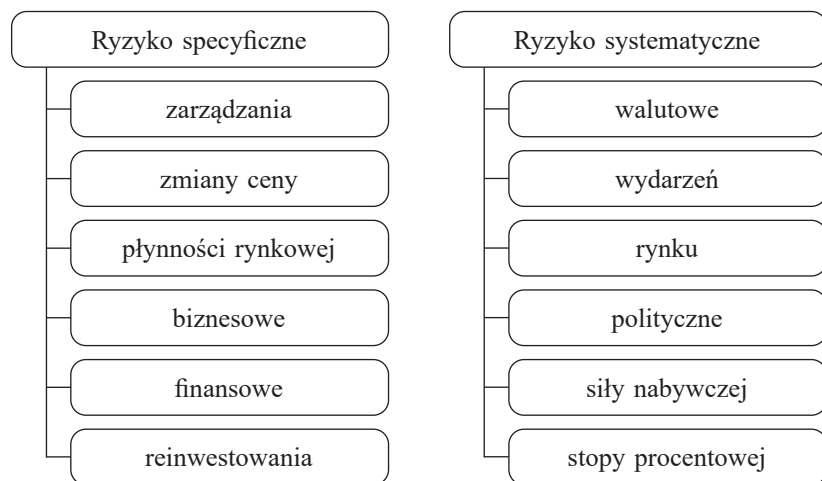 Ryzyko specyficzne
zarządzania
zmiany ceny
płynności rynkowej
biznesowe
finansowe
reinwestowania
Ryzyko systematyczne
walutowe
wydarzeń
rynku
polityczne
siły nabywczej
stopy procentowej